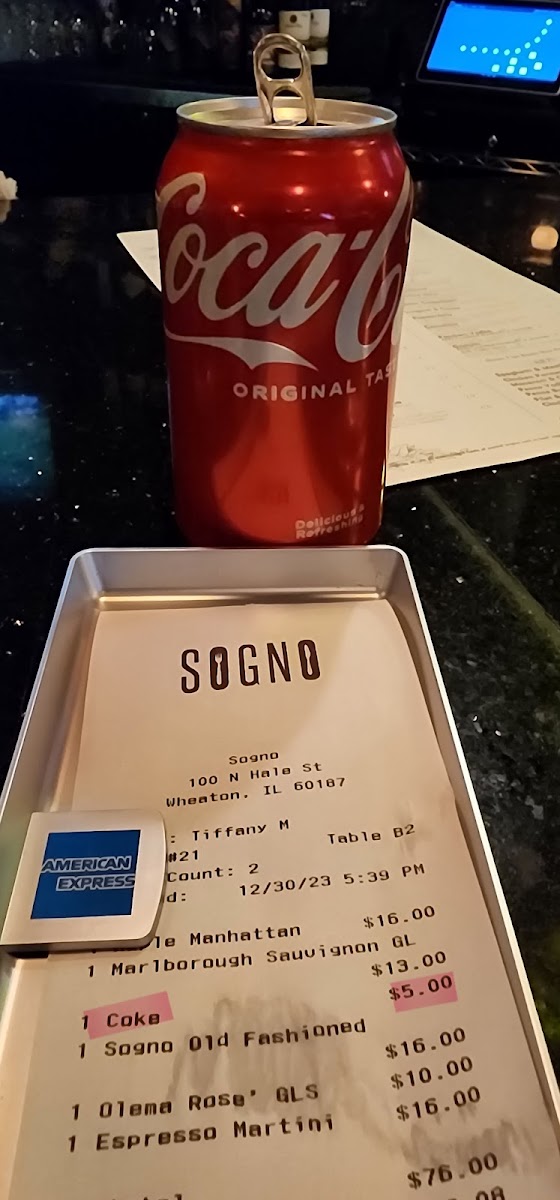 Coca-C
ORIGINAL TAS
Delicious &
Refreshing
SOGNO
Sogno
100 N Hale St
Wheaton, IL 60187
: Tiffany M
#21
Table B2
Count: 2
d: 12/30/23 5:39 PM
AMERICAN
EXPRESS
le Manhattan $16.00
1 Marlborough Sauvignon GL
$13.00
1 Coke $5.00
1 Sogno Old Fashioned
$16.00
1 Olema Rose' GLS $10.00
1 Espresso Martini $16.00
$76.00